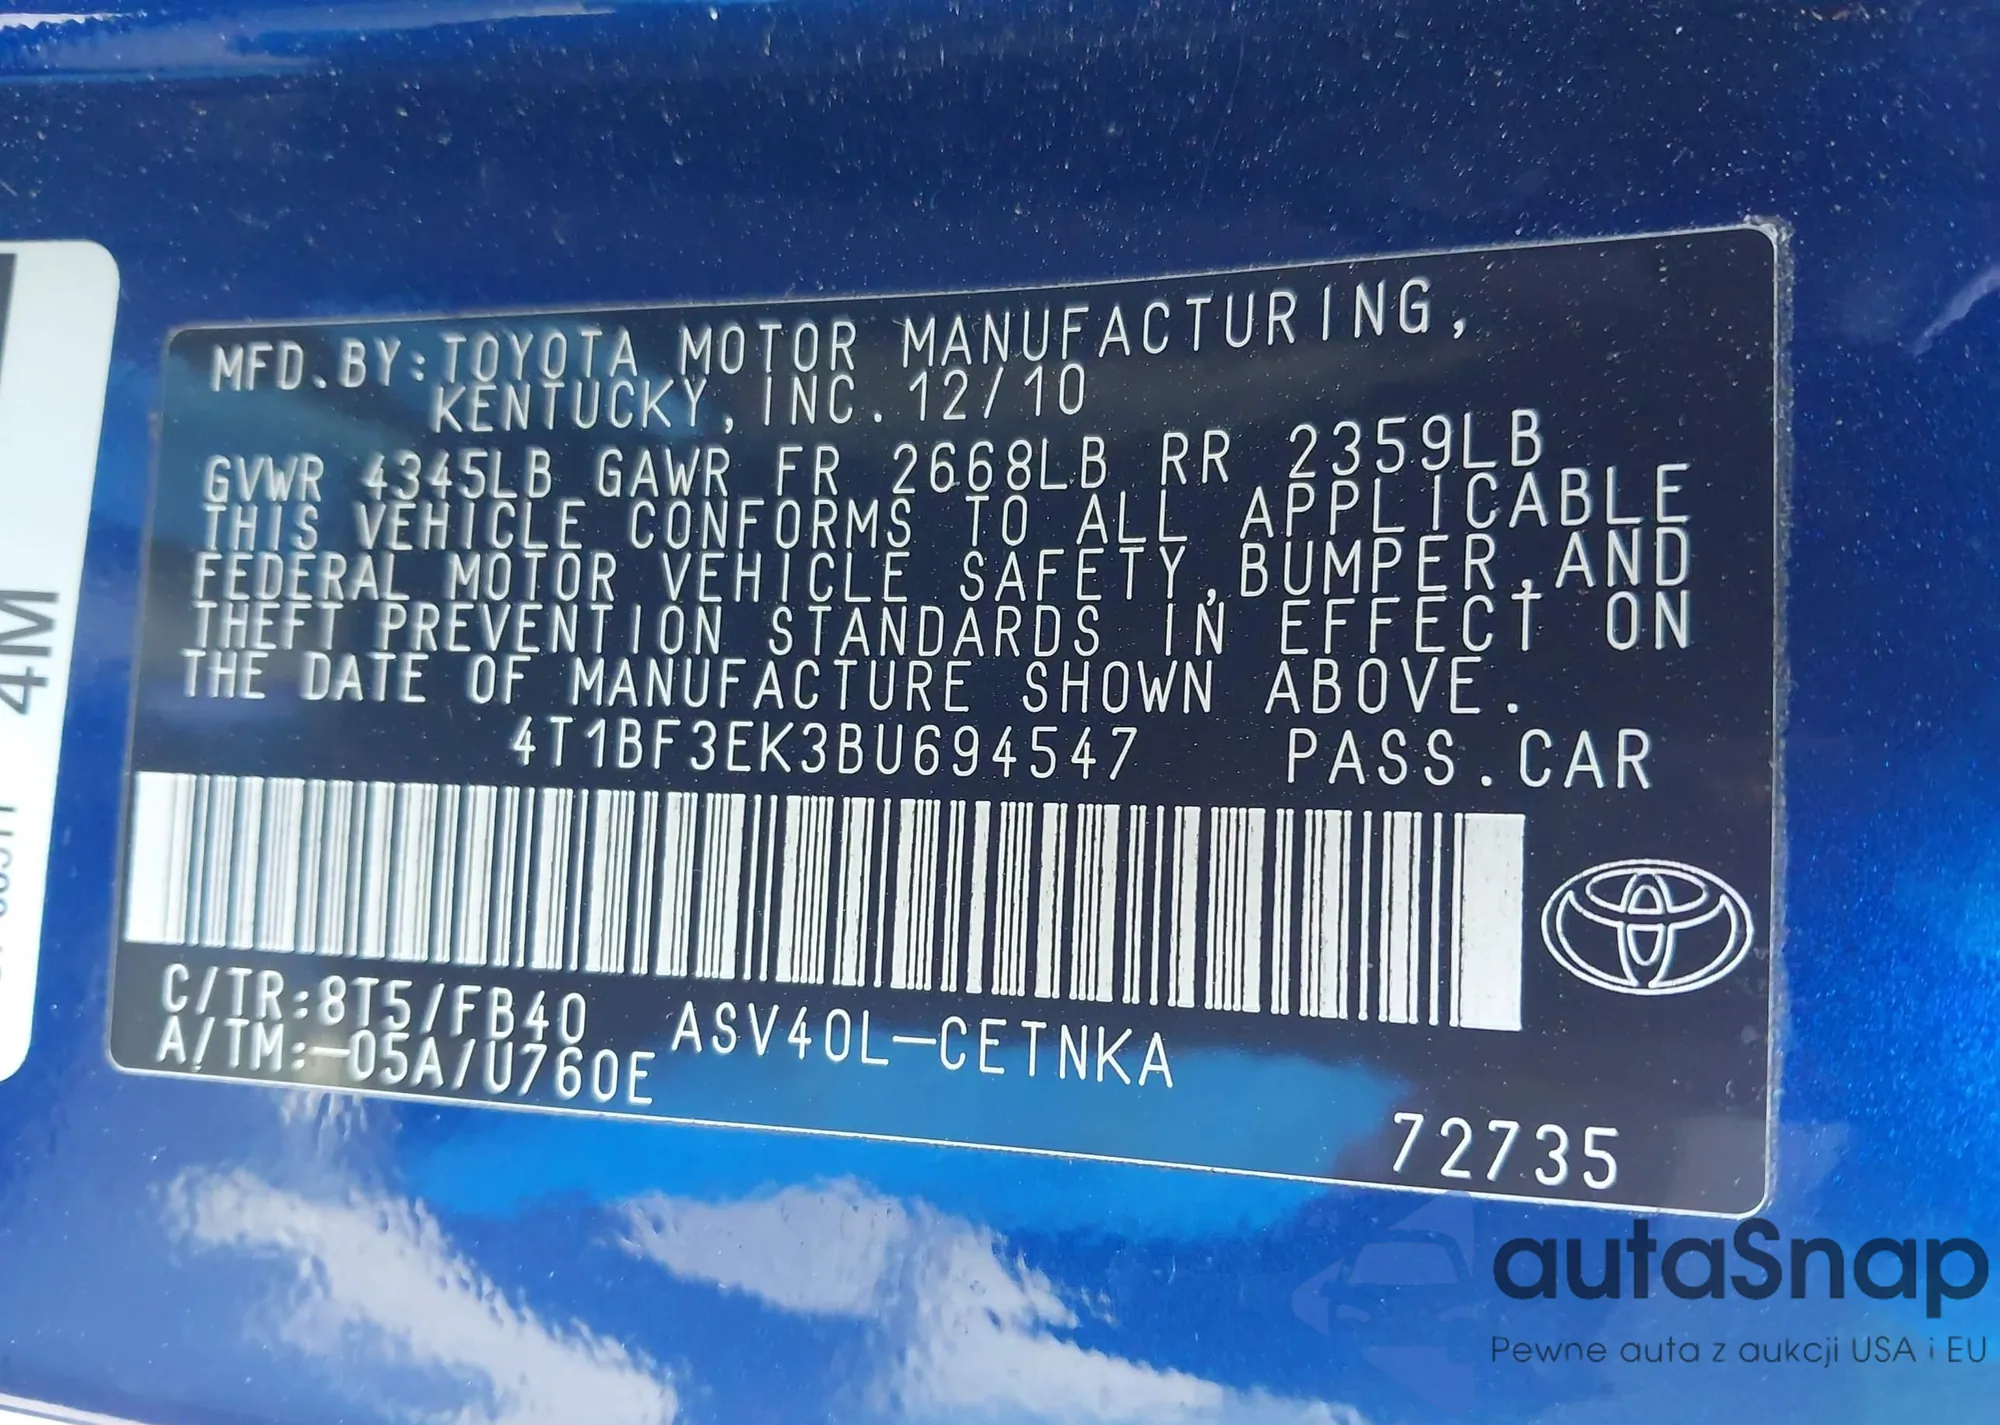 MFD.BY:TOYOTA MOTOR MANUFACTURING,
KENTUCKY, INC. 12/10
GVWR 4345LB GAWR FR 2668LB RR 2359LB
THIS VEHICLE CONFORMS TO ALL APPLICABLE
FEDERAL MOTOR VEHICLE SAFETY,BUMPER,AND
THEFT PREVENTION STANDARDS IN EFFECT ON
THE DATE OF MANUFACTURE SHOWN ABOVE.
4T1BF3EK3BU694547 PASS.CAR
C/TR:8T5/FB40 ASV40L-CETNKA
A/TM:-05A/U760E
72735
4M
autaSnap
Pewne auta z aukcji USA i EU